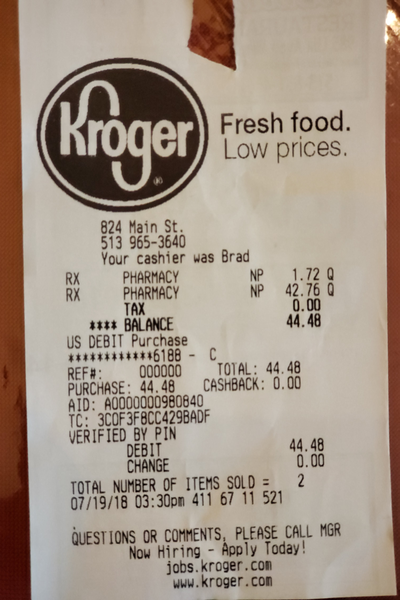 Kroger
Fresh food.
Low prices.
824 Main St.
513 965-3640
Your cashier was Brad
RX PHARMACY NP 1.72 Q
RX PHARMACY NP 42.76 Q
TAX 0.00
**** BALANCE 44.48
US DEBIT Purchase
************6188 - C
REF#: 000000 TOTAL: 44.48
PURCHASE: 44.48 CASHBACK: 0.00
AID: A0000000980840
TC: 3C0F3F8CC429BADF
VERIFIED BY PIN
DEBIT 44.48
CHANGE 0.00
TOTAL NUMBER OF ITEMS SOLD = 2
07/19/18 03:30pm 411 67 11 521
QUESTIONS OR COMMENTS, PLEASE CALL MGR
Now Hiring - Apply Today!
jobs.kroger.com
www.kroger.com